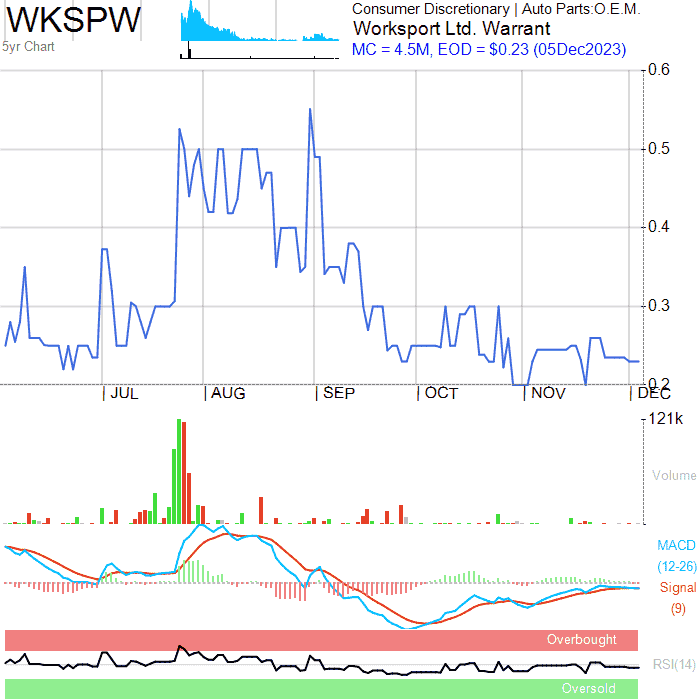 WKSPW
5yr Chart
Consumer Discretionary | Auto Parts:O.E.M.
Worksport Ltd. Warrant
MC = 4.5M, EOD = $0.23 (05Dec2023)
0.6
0.5
0.4
0.3
0.2
JUL
AUG
SEP
OCT
NOV
DEC
121k
Volume
MACD
(12-26)
Signal
(9)
Overbought
RSI(14)
Oversold